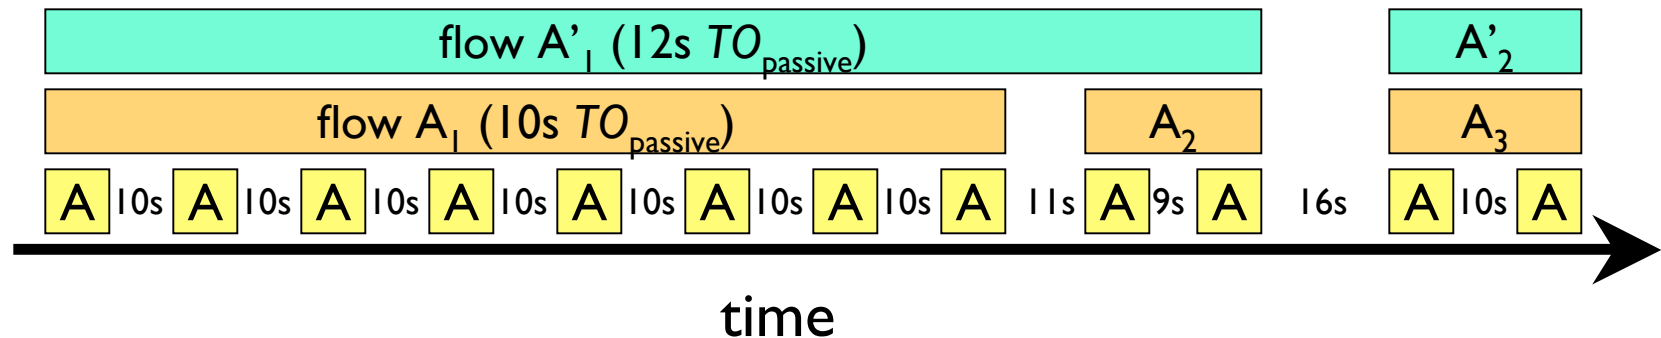 flow A’1 (12s TOpassive) A’2
flow A1 (10s TOpassive) A2 A3
A 10s A 10s A 10s A 10s A 10s A 10s A 10s A 11s A 9s A 16s A 10s A
time